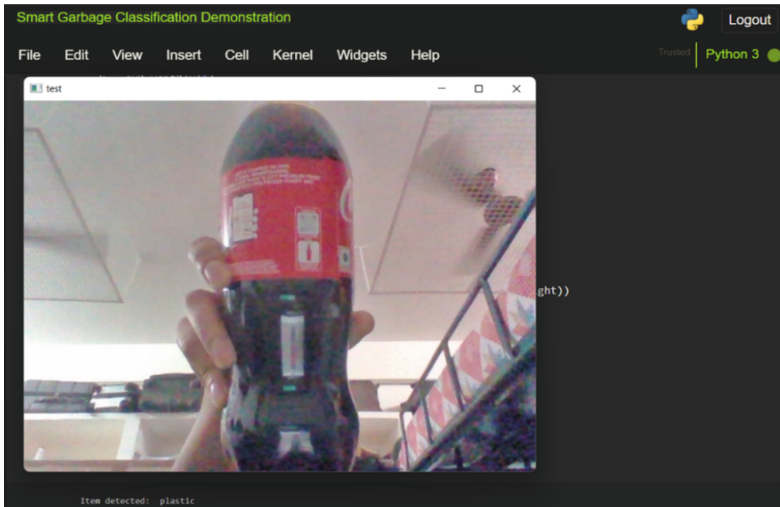 Smart Garbage Classification Demonstration
Logout
File Edit View Insert Cell Kernel Widgets Help
Trusted
Python 3
test
ght))
Item detected: plastic